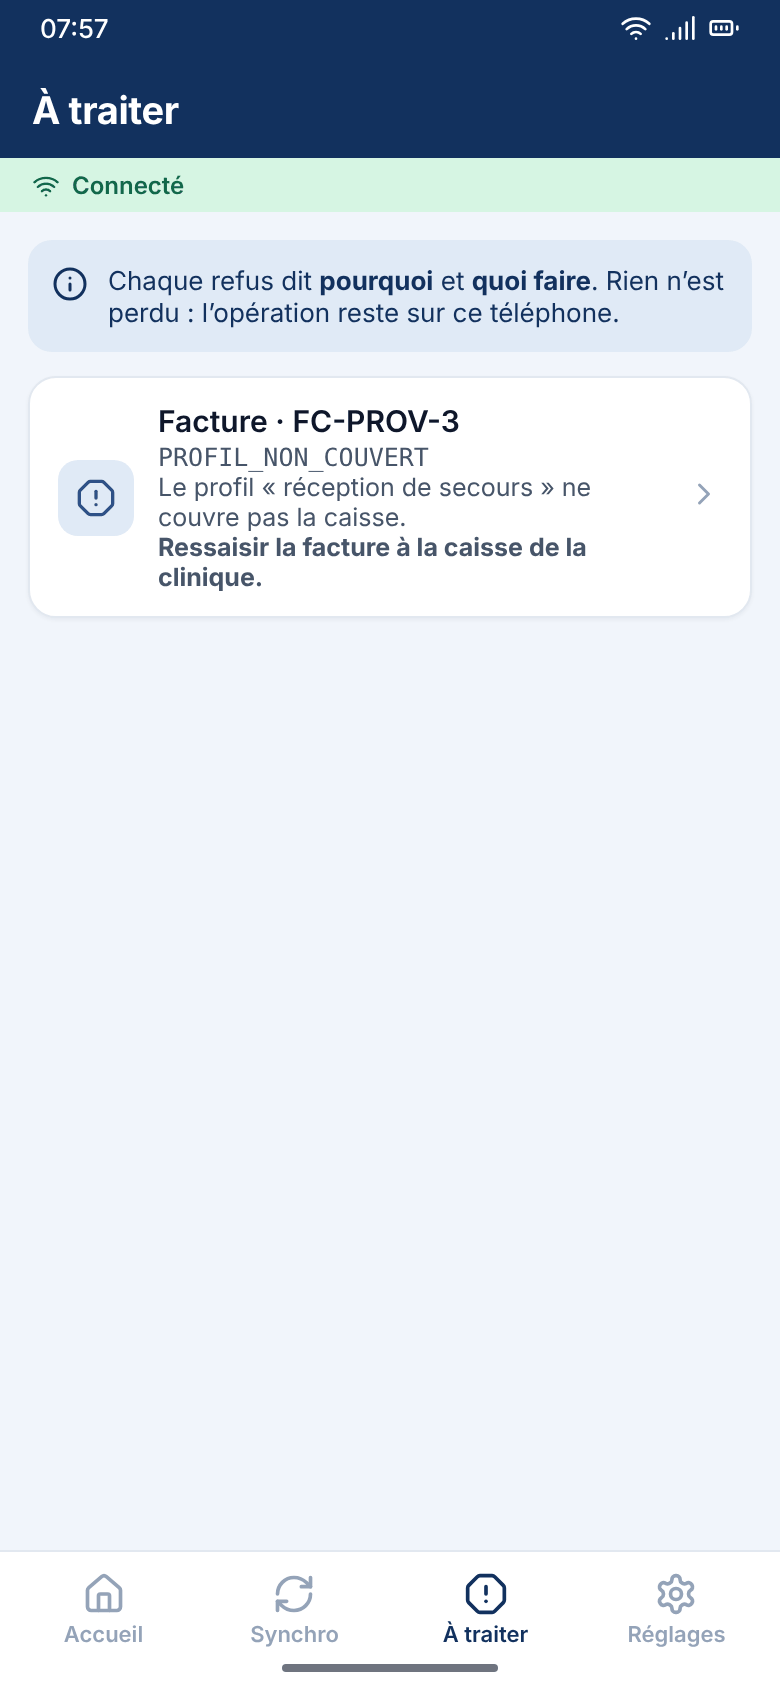 07:57
À traiter
Connecté
Chaque refus dit pourquoi et quoi faire. Rien n’est
perdu : l’opération reste sur ce téléphone.
Facture · FC-PROV-3
PROFIL_NON_COUVERT
Le profil « réception de secours » ne
couvre pas la caisse.
Ressaisir la facture à la caisse de la
clinique.
Accueil
Synchro
À traiter
Réglages